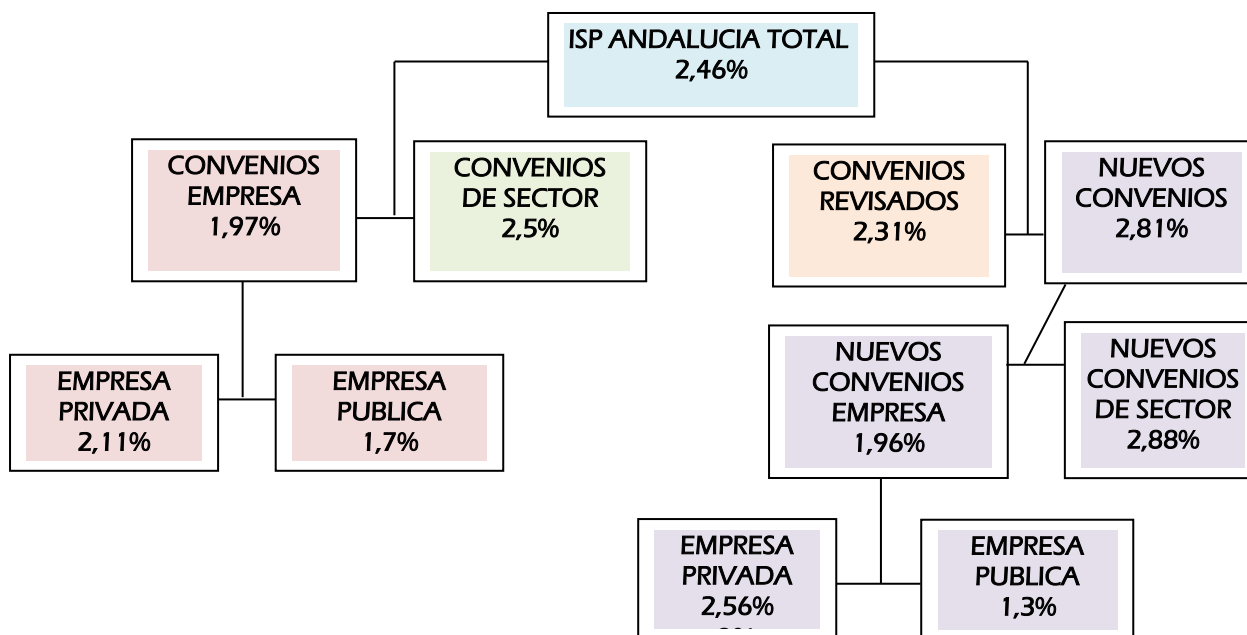 ISP ANDALUCIA TOTAL
2,46%
CONVENIOS
EMPRESA
1,97%
CONVENIOS
DE SECTOR
2,5%
CONVENIOS
REVISADOS
2,31%
NUEVOS
CONVENIOS
2,81%
EMPRESA
PRIVADA
2,11%
EMPRESA
PUBLICA
1,7%
NUEVOS
CONVENIOS
EMPRESA
1,96%
NUEVOS
CONVENIOS
DE SECTOR
2,88%
EMPRESA
PRIVADA
2,56%
EMPRESA
PUBLICA
1,3%